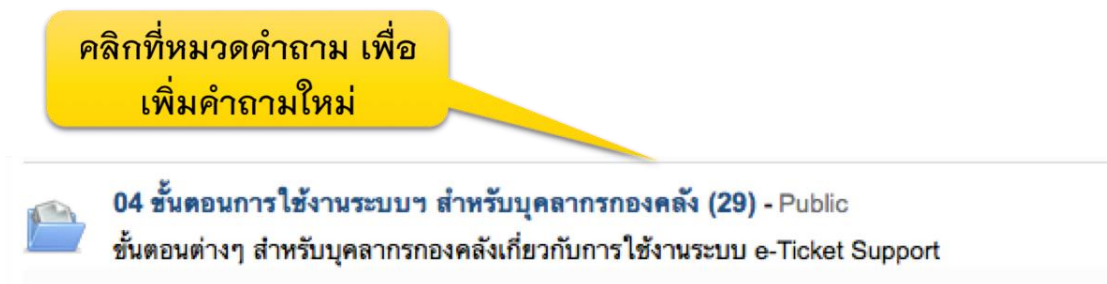 คลิกที่หมวดคำถาม เพื่อ
เพิ่มคำถามใหม่
04 ขั้นตอนการใช้งานระบบฯ สำหรับบุคลากรกองคลัง (29) - Public
ขั้นตอนต่างๆ สำหรับบุคลากรกองคลังเกี่ยวกับการใช้งานระบบ e-Ticket Support